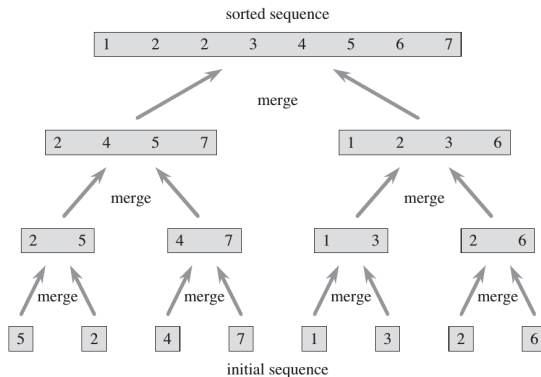 sorted sequence
1 2 2 3 4 5 6 7
merge
2 4 5 7 1 2 3 6
merge merge
2 5 4 7 1 3 2 6
merge merge merge merge
5 2 4 7 1 3 2 6
initial sequence